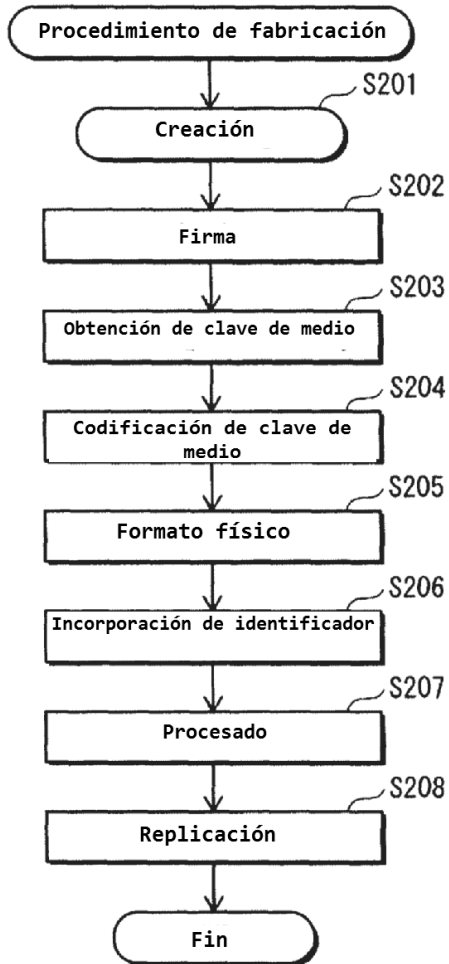 Procedimiento de fabricación
S201
Creación
S202
Firma
S203
Obtención de clave de medio
S204
Codificación de clave de
medio
S205
Formato físico
S206
Incorporación de identificador
S207
Procesado
S208
Replicación
Fin